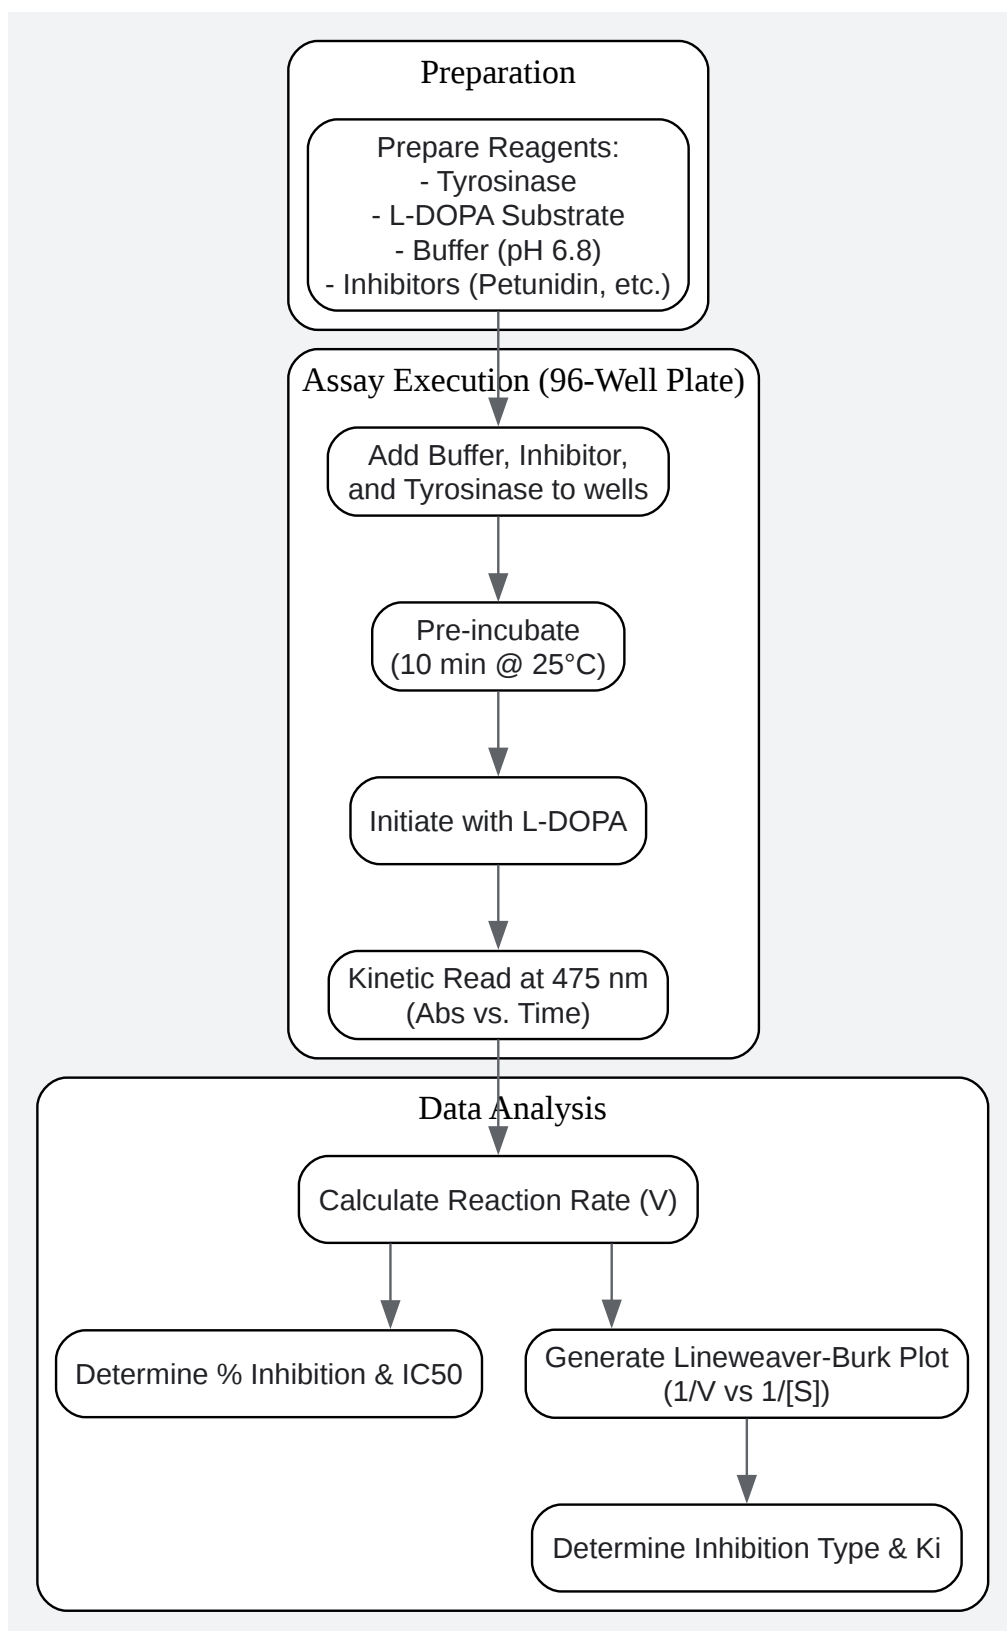 Preparation
Prepare Reagents:
- Tyrosinase
- L-DOPA Substrate
- Buffer (pH 6.8)
- Inhibitors (Petunidin, etc.)
Assay Execution (96-Well Plate)
Add Buffer, Inhibitor,
and Tyrosinase to wells
Pre-incubate
(10 min @ 25°C)
Initiate with L-DOPA
Kinetic Read at 475 nm
(Abs vs. Time)
Data Analysis
Calculate Reaction Rate (V)
Determine % Inhibition & IC50
Generate Lineweaver-Burk Plot
(1/V vs 1/[S])
Determine Inhibition Type & Ki